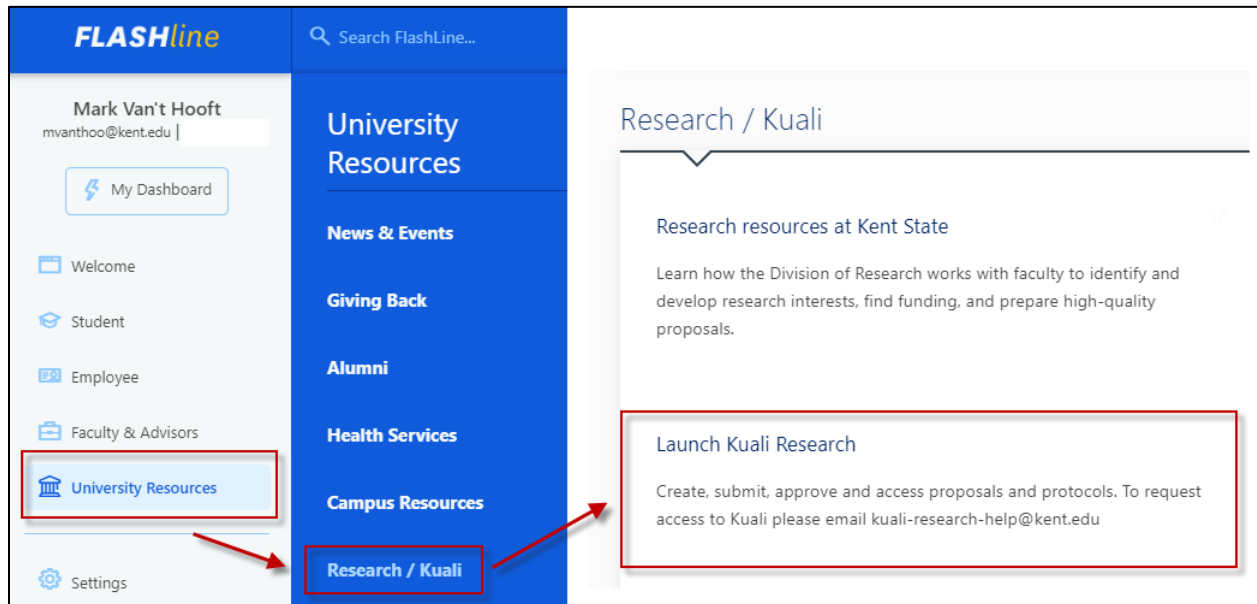 FLASHline
Search FlashLine...
Mark Van't Hooft
mvanthoo@kent.edu |
My Dashboard
Welcome
Student
Employee
Faculty & Advisors
University Resources
Settings
University
Resources
News & Events
Giving Back
Alumni
Health Services
Campus Resources
Research / Kuali
Research / Kuali
Research resources at Kent State
Learn how the Division of Research works with faculty to identify and
develop research interests, find funding, and prepare high-quality
proposals.
Launch Kuali Research
Create, submit, approve and access proposals and protocols. To request
access to Kuali please email kuali-research-help@kent.edu